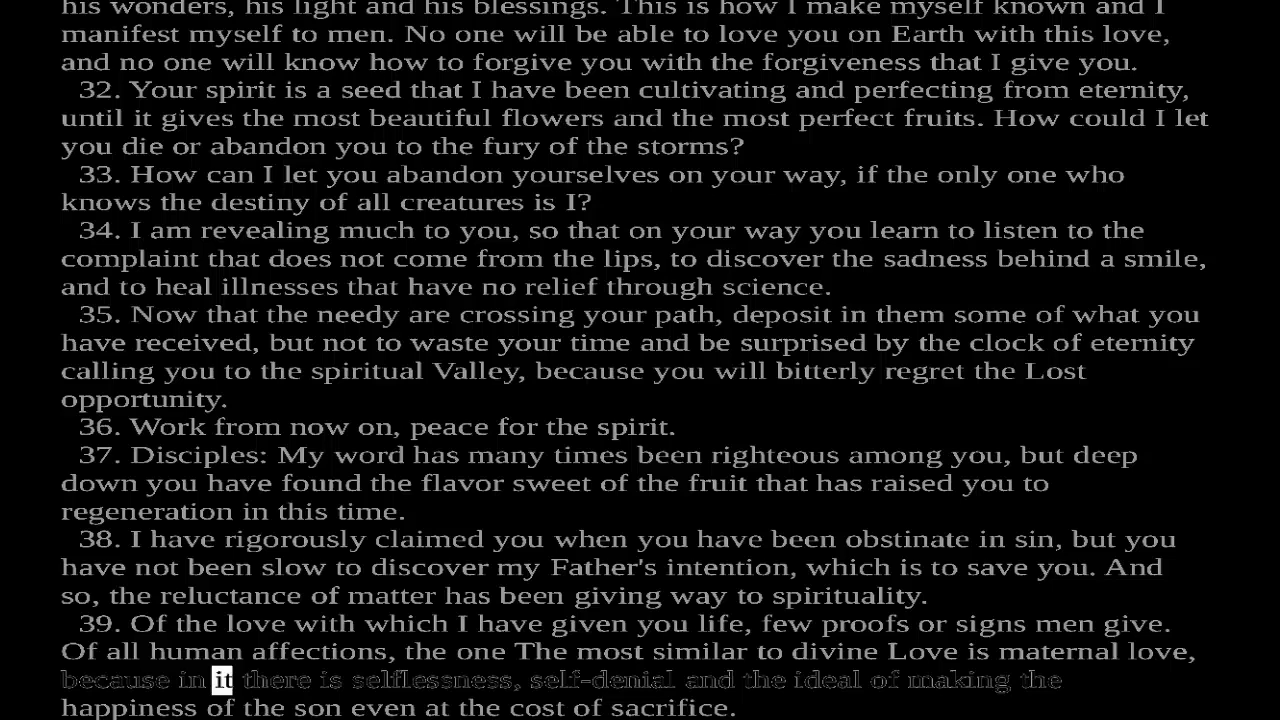 his wonders, his light and his blessings. This is how I make myself known and I
manifest myself to men. No one will be able to love you on Earth with this love,
and no one will know how to forgive you with the forgiveness that I give you.
32. Your spirit is a seed that I have been cultivating and perfecting from eternity,
until it gives the most beautiful flowers and the most perfect fruits. How could I let
you die or abandon you to the fury of the storms?
33. How can I let you abandon yourselves on your way, if the only one who
knows the destiny of all creatures is I?
34. I am revealing much to you, so that on your way you learn to listen to the
complaint that does not come from the lips, to discover the sadness behind a smile,
and to heal illnesses that have no relief through science.
35. Now that the needy are crossing your path, deposit in them some of what you
have received, but not to waste your time and be surprised by the clock of eternity
calling you to the spiritual Valley, because you will bitterly regret the Lost
opportunity.
36. Work from now on, peace for the spirit.
37. Disciples: My word has many times been righteous among you, but deep
down you have found the flavor sweet of the fruit that has raised you to
regeneration in this time.
38. I have rigorously claimed you when you have been obstinate in sin, but you
have not been slow to discover my Father's intention, which is to save you. And
so, the reluctance of matter has been giving way to spirituality.
39. Of the love with which I have given you life, few proofs or signs men give.
Of all human affections, the one The most similar to divine Love is maternal love,
because in it there is selflessness, self-denial and the ideal of making the
happiness of the son even at the cost of sacrifice.